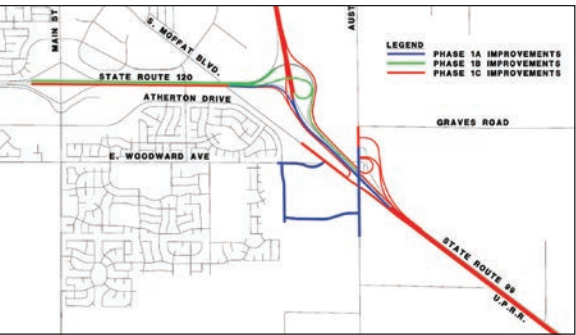 MAIN ST
S. MOFFAT BLVD.
AUST
LEGEND
PHASE 1A IMPROVEMENTS
PHASE 1B IMPROVEMENTS
PHASE 1C IMPROVEMENTS
STATE ROUTE 120
ATHERTON DRIVE
GRAVES ROAD
E. WOODWARD AVE
STATE ROUTE 99
U.P.R.R.